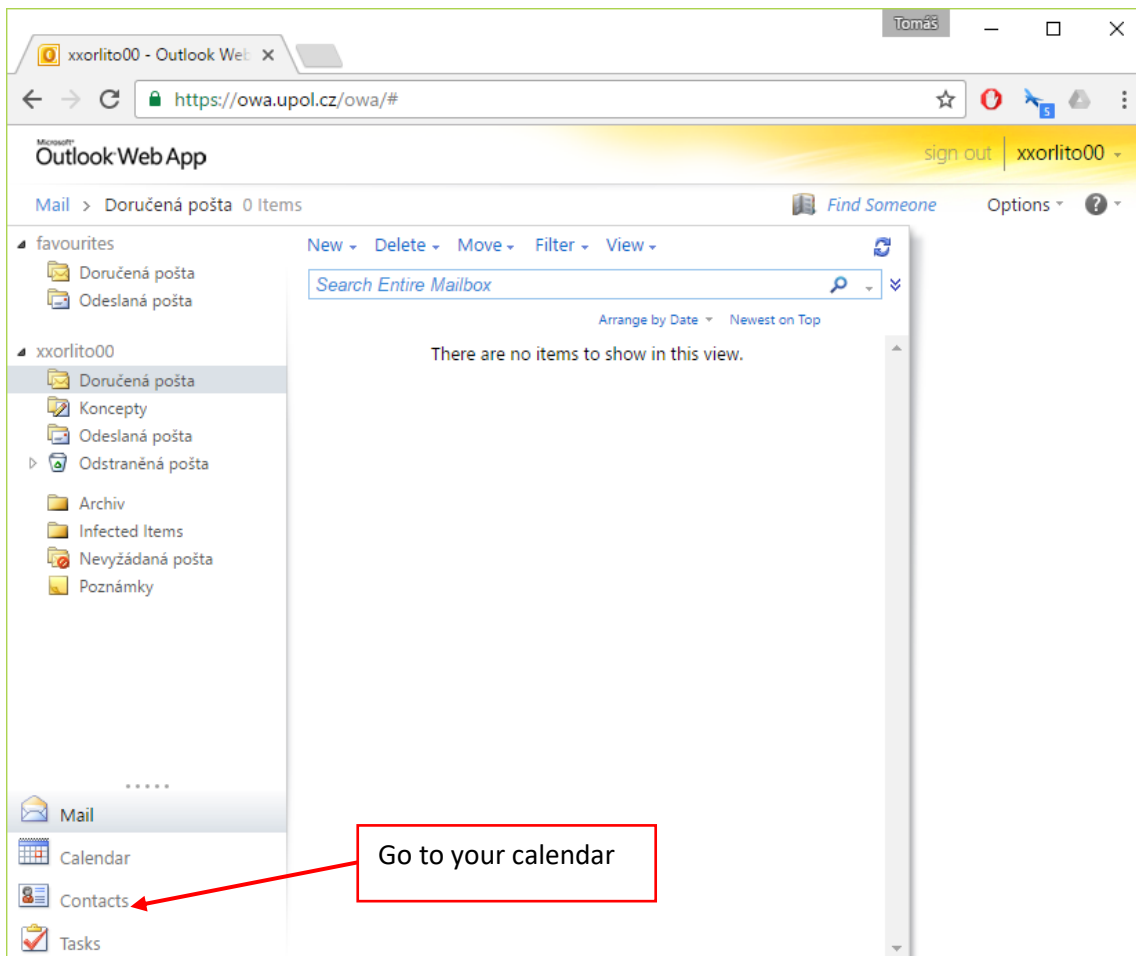 Tomáš
xxorlito00 - Outlook Web
https://owa.upol.cz/owa/#
5
Microsoft®
Outlook Web App
sign out xxorlito00
Mail > Doručená pošta 0 Items
Find Someone
Options
favourites
Doručená pošta
Odeslaná pošta
xxorlito00
Doručená pošta
Koncepty
Odeslaná pošta
Odstraněná pošta
Archiv
Infected Items
Nevyžádaná pošta
Poznámky
Mail
Calendar
Contacts
Tasks
New Delete Move Filter View
Search Entire Mailbox
Arrange by Date Newest on Top
There are no items to show in this view.
Go to your calendar